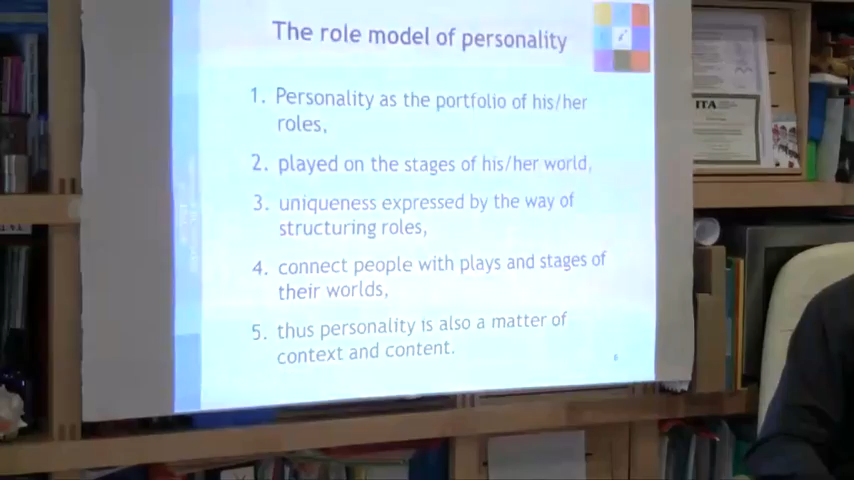 The role model of personality
1. Personality as the portfolio of his/her
roles,
2. played on the stages of his/her world,
3. uniqueness expressed by the way of
structuring roles,
4. connect people with plays and stages of
their worlds,
5. thus personality is also a matter of
context and content.
ITA